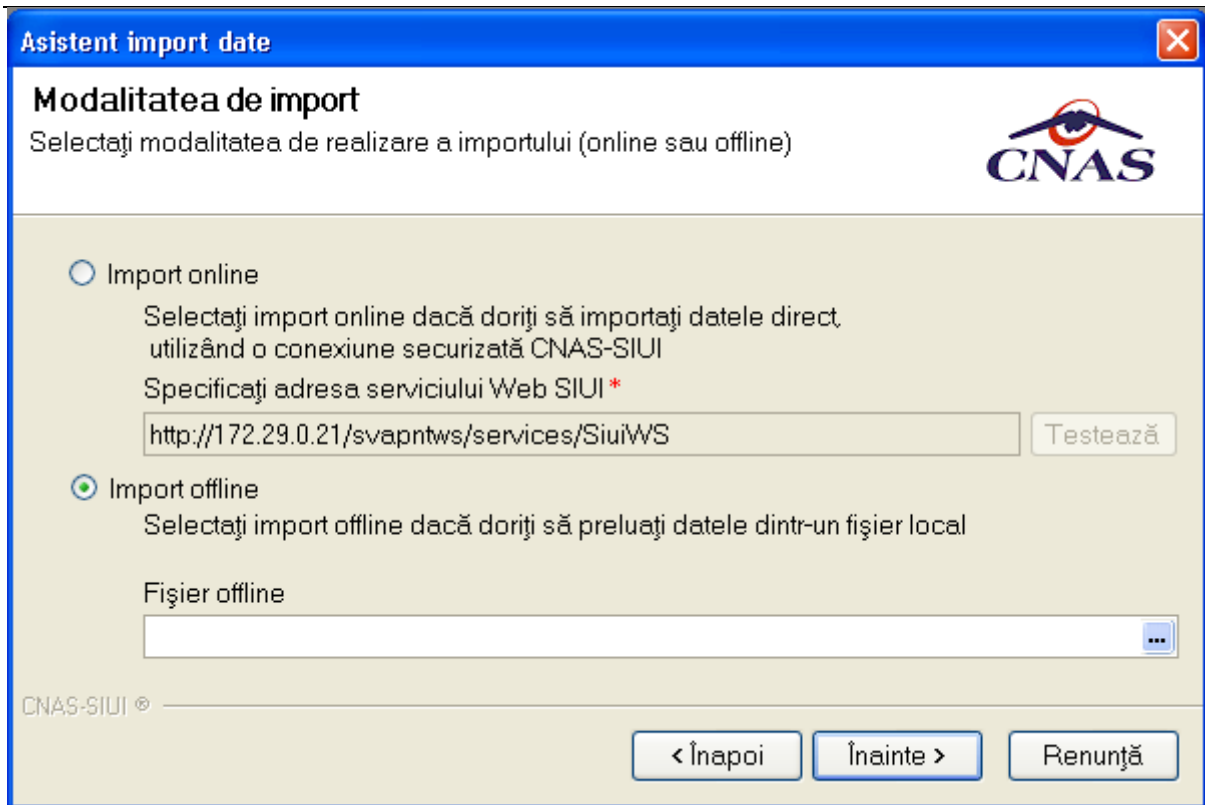 Asistent import date
Modalitatea de import
Selectaţi modalitatea de realizare a importului (online sau offline)
CNAS
Import online
Selectaţi import online dacă doriţi să importaţi datele direct,
utilizând o conexiune securizată CNAS-SIUI
Specificaţi adresa serviciului Web SIUI *
http://172.29.0.21/svapntws/services/SiuiWS
Testează
Import offline
Selectaţi import offline dacă doriţi să preluaţi datele dintr-un fişier local
Fişier offline
...
CNAS-SIUI ®
< Înapoi
Înainte >
Renunţă